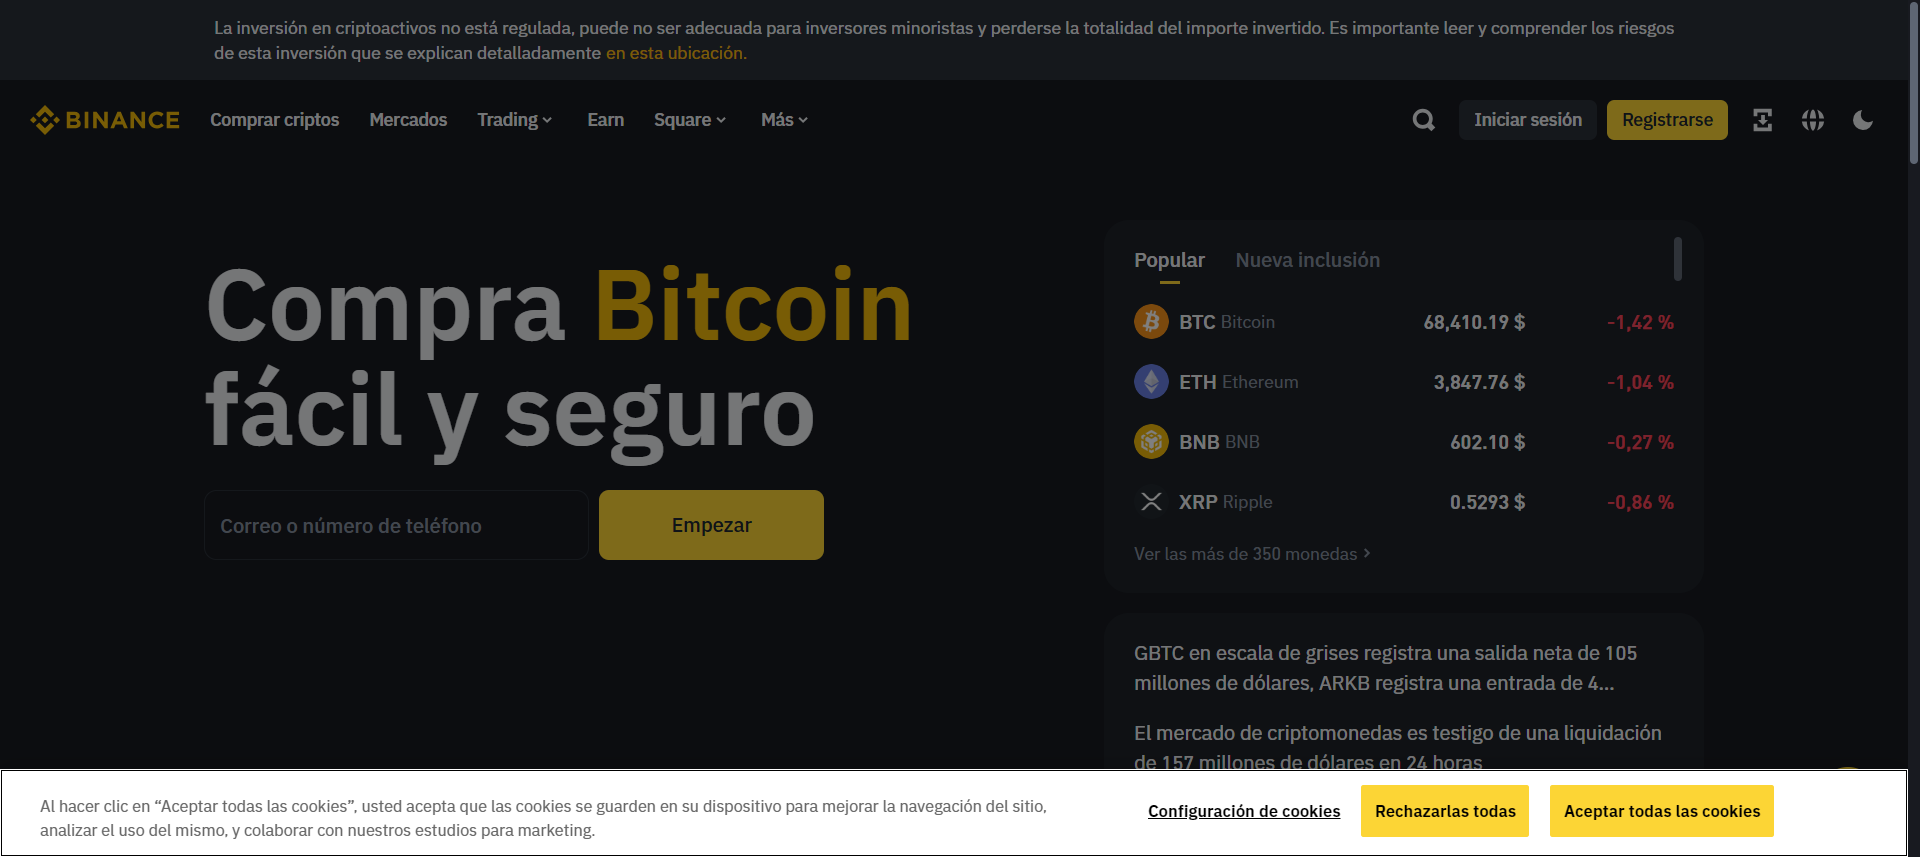 La inversión en criptoactivos no está regulada, puede no ser adecuada para inversores minoristas y perderse la totalidad del importe invertido. Es importante leer y comprender los riesgos
de esta inversión que se explican detalladamente en esta ubicación.
BINANCE Comprar criptos Mercados Trading Earn Square Más Iniciar sesión Registrarse
Compra Bitcoin
fácil y seguro
Correo o número de teléfono Empezar
Popular Nueva inclusión
BTC Bitcoin 68,410.19 $ -1,42 %
ETH Ethereum 3,847.76 $ -1,04 %
BNB BNB 602.10 $ -0,27 %
XRP Ripple 0.5293 $ -0,86 %
Ver las más de 350 monedas
GBTC en escala de grises registra una salida neta de 105
millones de dólares, ARKB registra una entrada de 4...
El mercado de criptomonedas es testigo de una liquidación
de 157 millones de dólares en 24 horas
Al hacer clic en “Aceptar todas las cookies”, usted acepta que las cookies se guarden en su dispositivo para mejorar la navegación del sitio,
analizar el uso del mismo, y colaborar con nuestros estudios para marketing.
Configuración de cookies Rechazarlas todas Aceptar todas las cookies